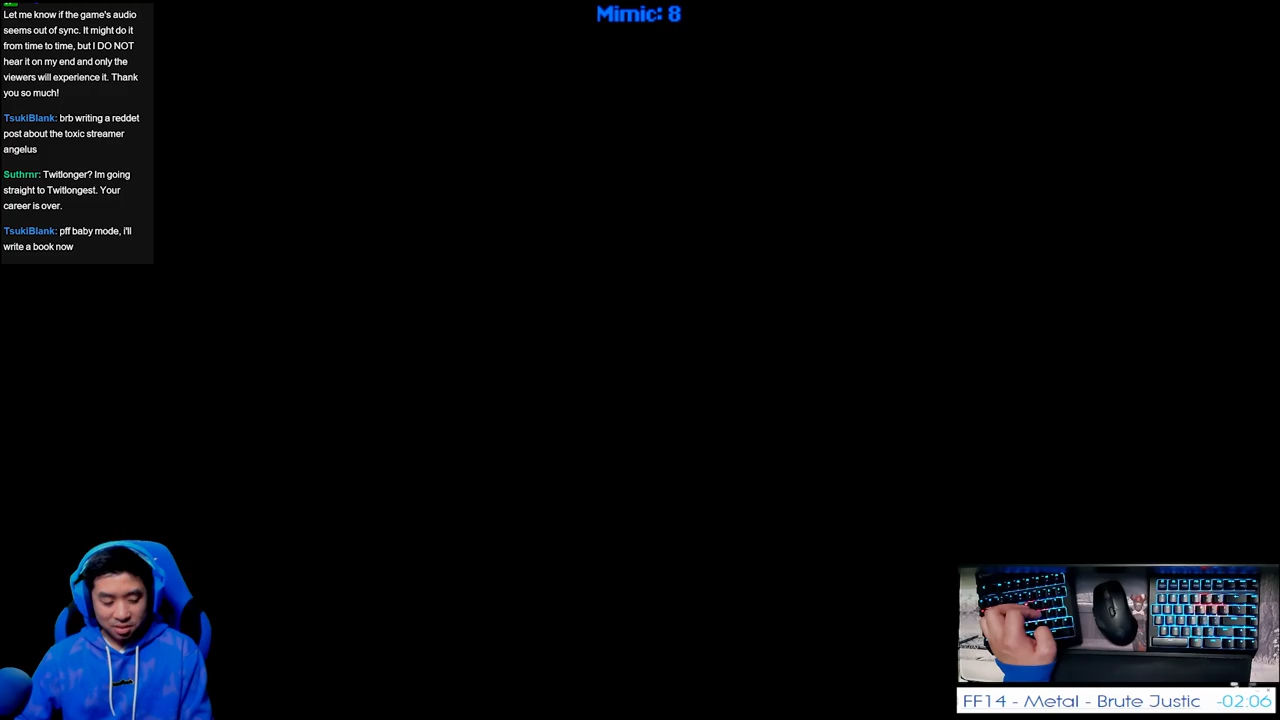 Mimic: 8
Let me know if the game's audio
seems out of sync. It might do it
from time to time, but I DO NOT
hear it on my end and only the
viewers will experience it. Thank
you so much!
TsukiBlank: brb writing a reddet
post about the toxic streamer
angelus
Suthrnr: Twitlonger? Im going
straight to Twitlongest. Your
career is over.
TsukiBlank: pff baby mode, i'll
write a book now
FF14 - Metal - Brute Justic -02:06